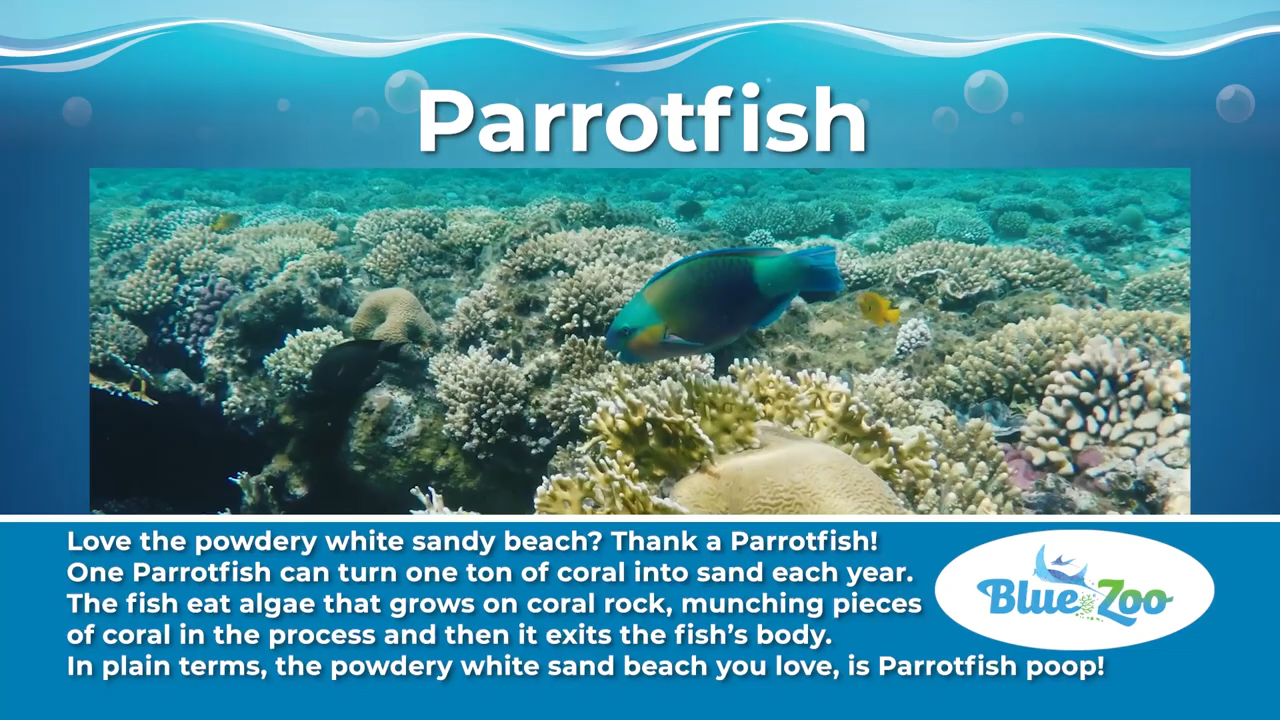 Parrotfish
Love the powdery white sandy beach? Thank a Parrotfish!
One Parrotfish can turn one ton of coral into sand each year.
The fish eat algae that grows on coral rock, munching pieces
of coral in the process and then it exits the fish’s body.
In plain terms, the powdery white sand beach you love, is Parrotfish poop!
Blue Zoo